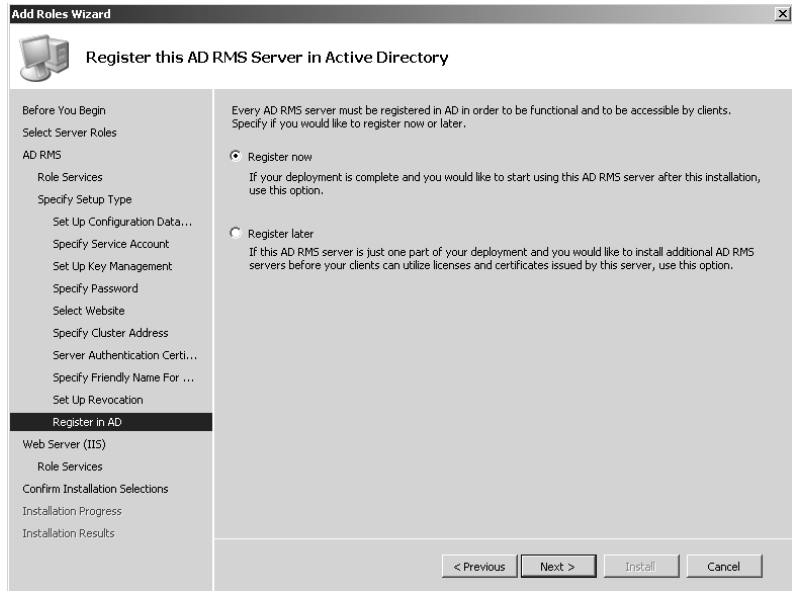 Add Roles Wizard
Register this AD RMS Server in Active Directory
Before You Begin
Select Server Roles
AD RMS
Role Services
Specify Setup Type
Set Up Configuration Data...
Specify Service Account
Set Up Key Management
Specify Password
Select Website
Specify Cluster Address
Server Authentication Certi...
Specify Friendly Name For ...
Set Up Revocation
Register in AD
Web Server (IIS)
Role Services
Confirm Installation Selections
Installation Progress
Installation Results
Every AD RMS server must be registered in AD in order to be functional and to be accessible by clients.
Specify if you would like to register now or later.
Register now
If your deployment is complete and you would like to start using this AD RMS server after this installation,
use this option.
Register later
If this AD RMS server is just one part of your deployment and you would like to install additional AD RMS
servers before your clients can utilize licenses and certificates issued by this server, use this option.
< Previous Next > Install Cancel